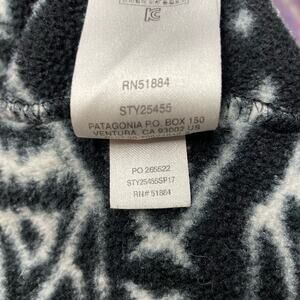 RN51884
STY25455
PATAGONIA P.O. BOX 150
VENTURA, CA 93002 US
PO 265522
STY25455SP17
RN# 51884